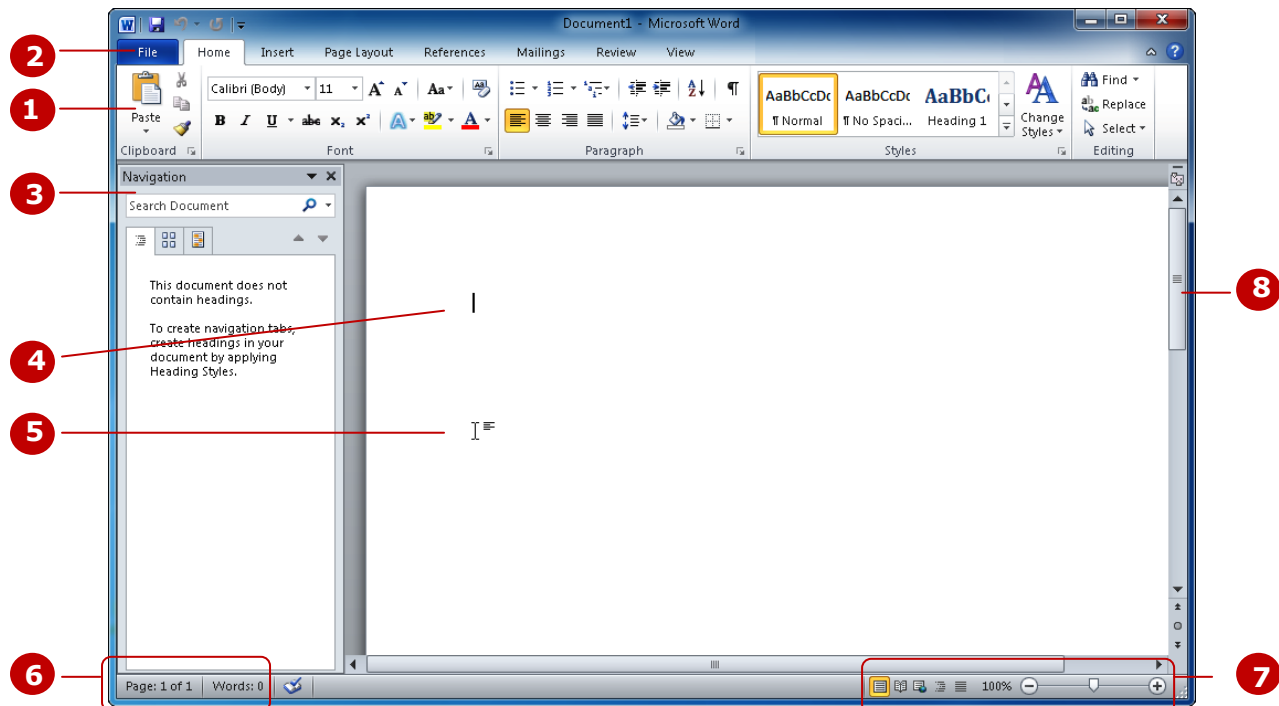 Document1 - Microsoft Word
2
File Home Insert Page Layout References Mailings Review View
1
Calibri (Body) 11 A A Aa
AaBbCcDc AaBbCcDc AaBbC A
Find
Replace
Select
Paste
B I U abc x₂ x² A ab A
¶ Normal ¶ No Spaci... Heading 1
Change
Styles
Clipboard Font Paragraph Styles Editing
3
Navigation
Search Document
This document does not
contain headings.
To create navigation tabs,
create headings in your
document by applying
Heading Styles.
8
4
5
6
Page: 1 of 1 Words: 0
100%
7